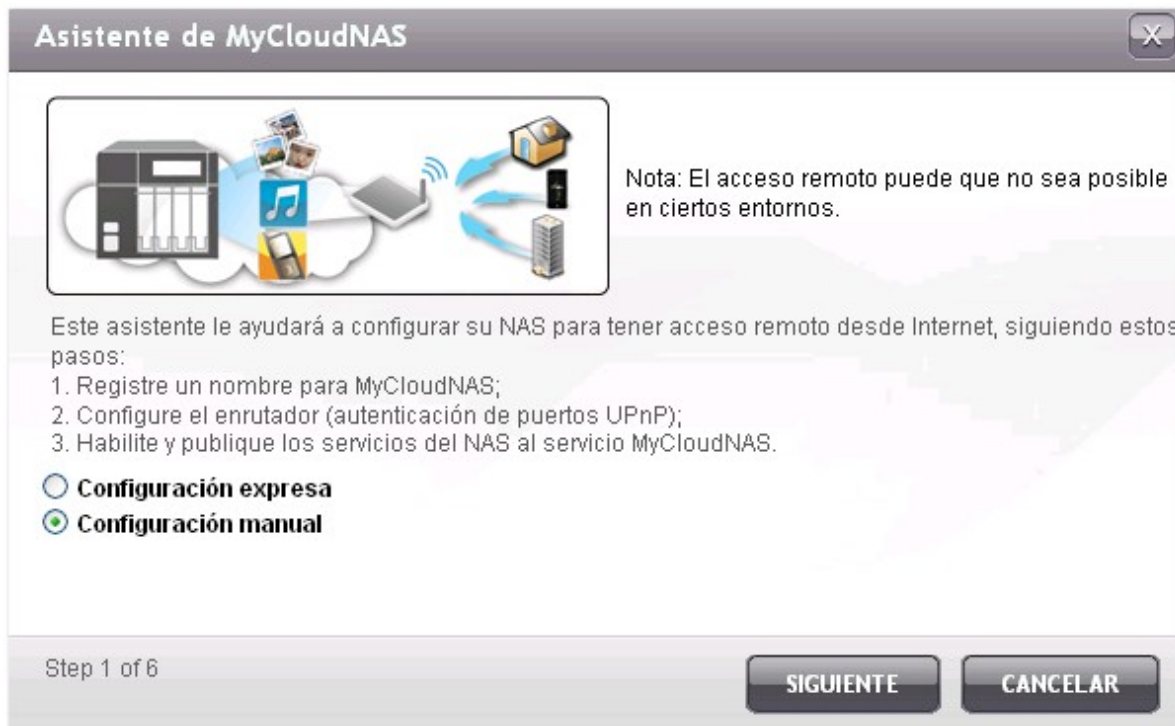 Asistente de MyCloudNAS
X
Nota: El acceso remoto puede que no sea posible
en ciertos entornos.
Este asistente le ayudará a configurar su NAS para tener acceso remoto desde Internet, siguiendo estos
pasos:
1. Registre un nombre para MyCloudNAS;
2. Configure el enrutador (autenticación de puertos UPnP);
3. Habilite y publique los servicios del NAS al servicio MyCloudNAS.
Configuración expresa
Configuración manual
Step 1 of 6
SIGUIENTE
CANCELAR